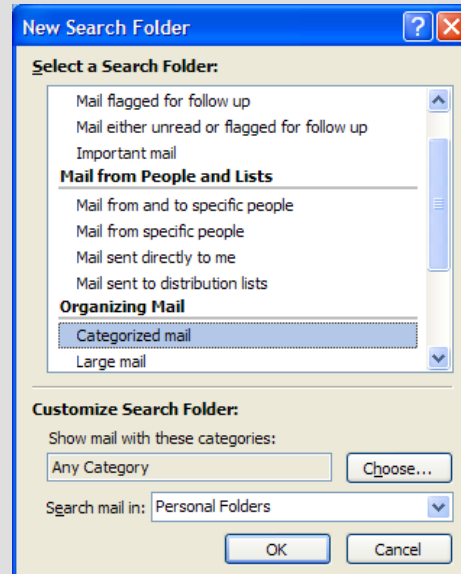 New Search Folder
Select a Search Folder:
Mail flagged for follow up
Mail either unread or flagged for follow up
Important mail
Mail from People and Lists
Mail from and to specific people
Mail from specific people
Mail sent directly to me
Mail sent to distribution lists
Organizing Mail
Categorized mail
Large mail
Customize Search Folder:
Show mail with these categories:
Any Category Choose...
Search mail in: Personal Folders
OK Cancel